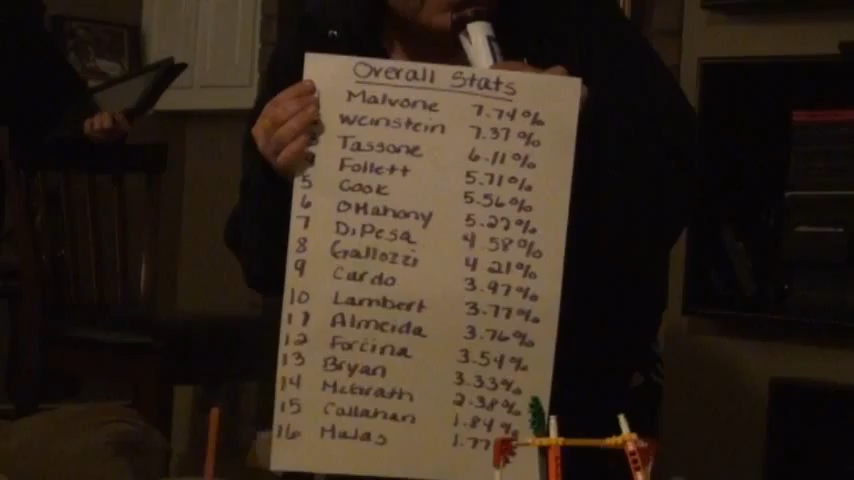 Overall Stats
Malvone 7.74%
Weinstein 7.37%
Tassone 6.11%
Follett 5.71%
5 Cook 5.56%
6 OMahony 5.27%
7 DiPesa 4.58%
8 Gallozzi 4.21%
9 Cardo 3.97%
10 Lambert 3.77%
11 Almeida 3.76%
12 Forcina 3.54%
13 Bryan 3.33%
14 McGrath 2.38%
15 Callahan 1.84%
16 Mulas 1.77